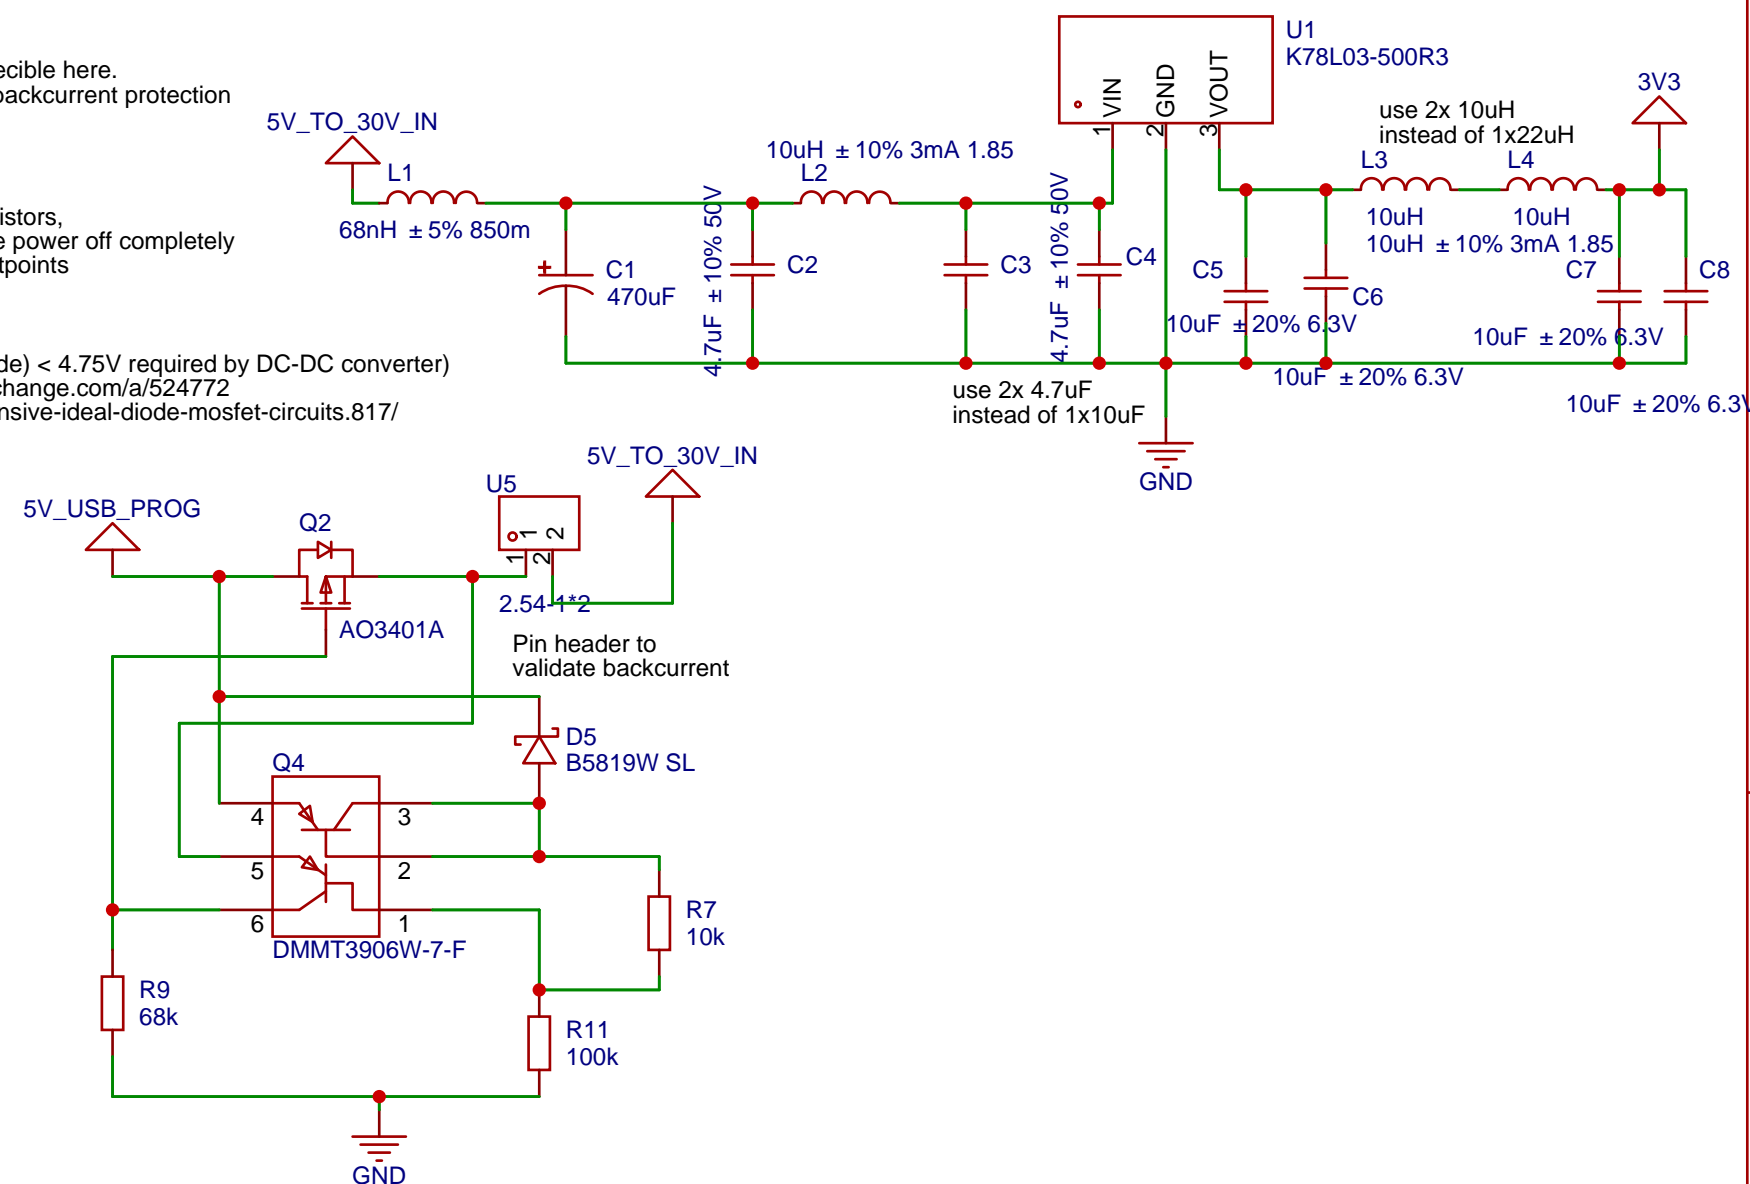 ecible here.
backcurrent protection
istors,
e power off completely
tpoints
de) < 4.75V required by DC-DC converter)
change.com/a/524772
nsive-ideal-diode-mosfet-circuits.817/
5V_TO_30V_IN
L1
68nH ±5% 850m
C1
470uF
4.7uF ±10% 50V
C2
10uH ±10% 3mA 1.85
L2
C3
4.7uF ±10% 50V
C4
use 2x 4.7uF
instead of 1x10uF
U1
K78L03-500R3
VIN
GND
VOUT
1
2
3
GND
use 2x 10uH
instead of 1x22uH
3V3
L3
L4
10uH
10uH
10uH ±10% 3mA 1.85
C5
10uF ±20% 6.3V
C6
10uF ±20% 6.3V
C7
10uF ±20% 6.3V
C8
10uF ±20% 6.3V
5V_USB_PROG
Q2
AO3401A
U5
1
2
1
2
2.54-1*2
5V_TO_30V_IN
Pin header to
validate backcurrent
D5
B5819W SL
Q4
4
3
5
2
6
1
DMMT3906W-7-F
R7
10k
R9
68k
R11
100k
GND